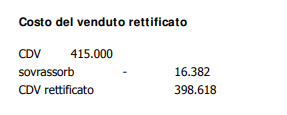 Costo del venduto rettificato
CDV 415.000
sovrassorb - 16.382
CDV rettificato 398.618